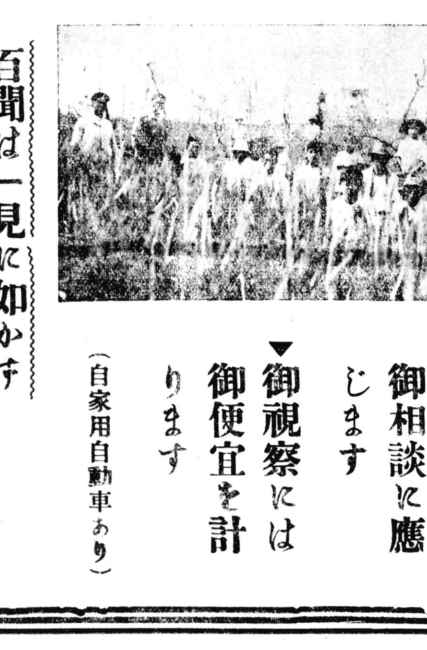 御相談に應
じます
▼御視察には
御便宜を計
ります
(自家用自動車あり)
百聞は一見に如かず